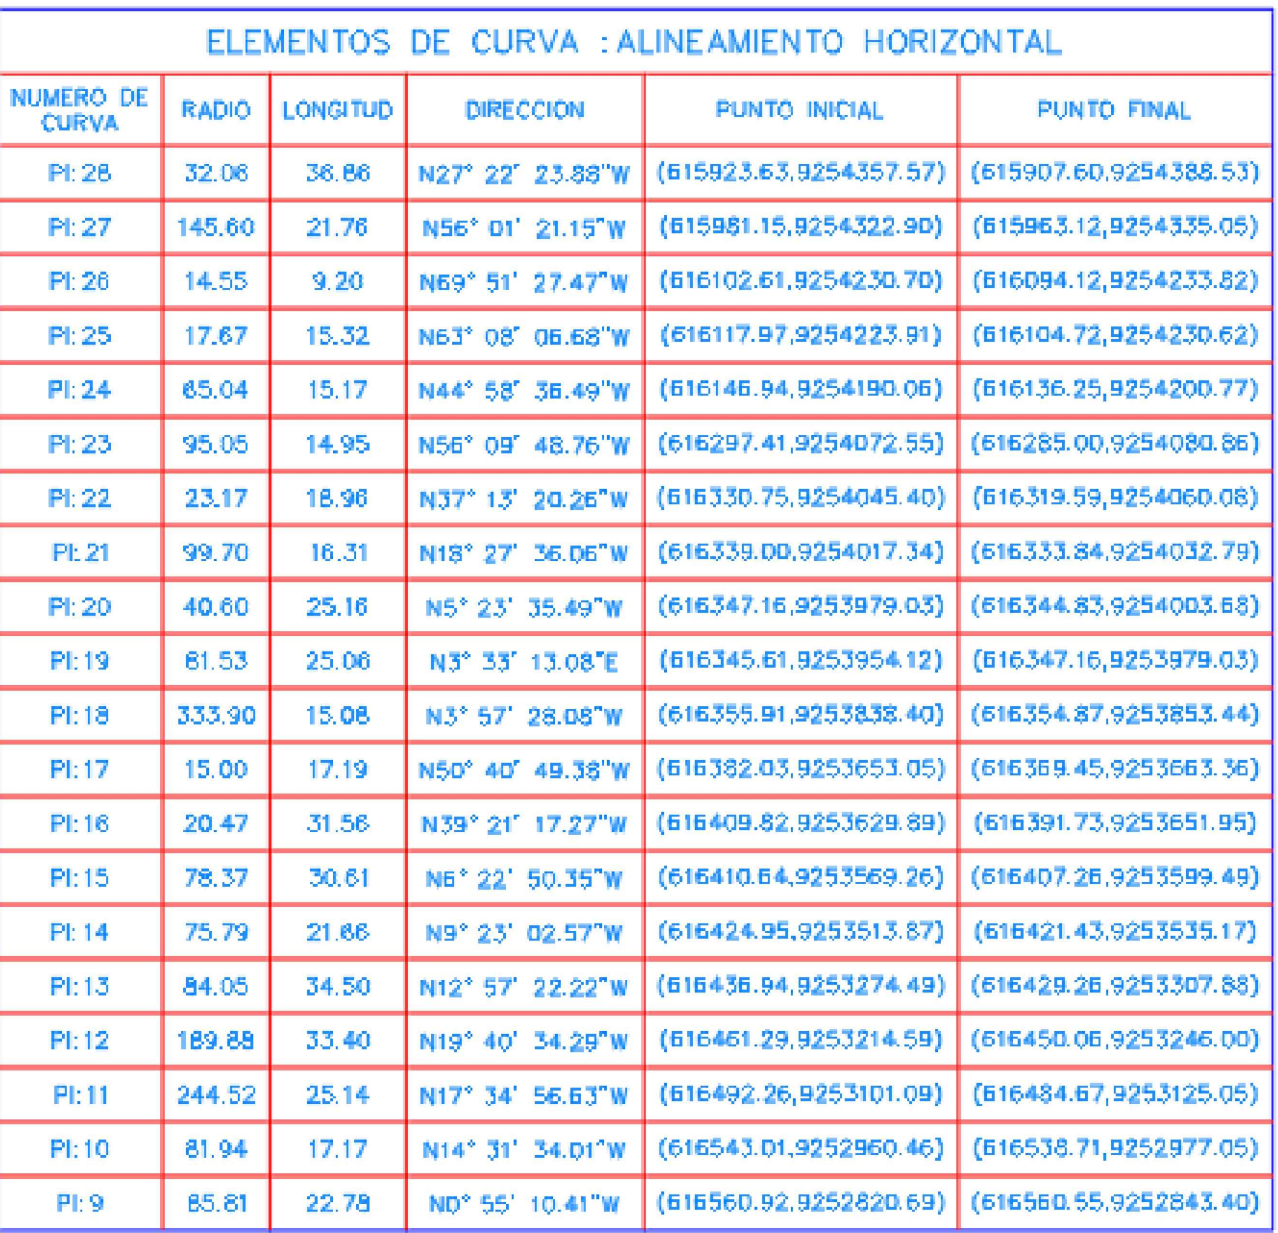 ELEMENTOS DE CURVA : ALINEAMIENTO HORIZONTAL
NUMERO DE CURVA RADIO LONGITUD DIRECCION PUNTO INICIAL PUNTO FINAL
PI: 28 32.06 36.86 N27° 22' 23.88"W (615923.63,9254357.57) (615907.60,9254388.53)
PI: 27 145.60 21.76 N56° 01' 21.15"W (615981.15,9254322.90) (615963.12,9254335.05)
PI: 26 14.55 9.20 N69° 51' 27.47"W (616102.61,9254230.70) (616094.12,9254233.82)
PI: 25 17.67 15.32 N63° 08' 06.68"W (616117.97,9254223.91) (616104.72,9254230.62)
PI: 24 65.04 15.17 N44° 58' 36.49"W (616146.94,9254190.06) (616136.25,9254200.77)
PI: 23 95.05 14.95 N56° 09' 48.76"W (616297.41,9254072.55) (616285.00,9254080.86)
PI: 22 23.17 18.96 N37° 13' 20.26"W (616330.75,9254045.40) (616319.59,9254060.08)
PI: 21 99.70 16.31 N18° 27' 36.06"W (616339.00,9254017.34) (616333.84,9254032.79)
PI: 20 40.60 25.16 N5° 23' 35.49"W (616347.16,9253979.03) (616344.83,9254003.68)
PI: 19 81.53 25.06 N3° 33' 13.08"E (616345.61,9253954.12) (616347.16,9253979.03)
PI: 18 333.90 15.08 N3° 57' 28.08"W (616355.91,9253838.40) (616354.87,9253853.44)
PI: 17 15.00 17.19 N50° 40' 49.38"W (616382.03,9253653.05) (616369.45,9253663.36)
PI: 16 20.47 31.56 N39° 21' 17.27"W (616409.82,9253629.89) (616391.73,9253651.95)
PI: 15 78.37 30.61 N6° 22' 50.35"W (616410.64,9253569.26) (616407.26,9253599.49)
PI: 14 75.79 21.66 N9° 23' 02.57"W (616424.95,9253513.87) (616421.43,9253535.17)
PI: 13 84.05 34.50 N12° 57' 22.22"W (616436.94,9253274.49) (616429.26,9253307.88)
PI: 12 189.88 33.40 N19° 40' 34.29"W (616461.29,9253214.59) (616450.06,9253246.00)
PI: 11 244.52 25.14 N17° 34' 56.63"W (616492.26,9253101.09) (616484.67,9253125.05)
PI: 10 81.94 17.17 N14° 31' 34.01"W (616543.01,9252960.46) (616538.71,9252977.05)
PI: 9 85.81 22.78 N0° 55' 10.41"W (616560.92,9252820.69) (616560.55,9252843.40)